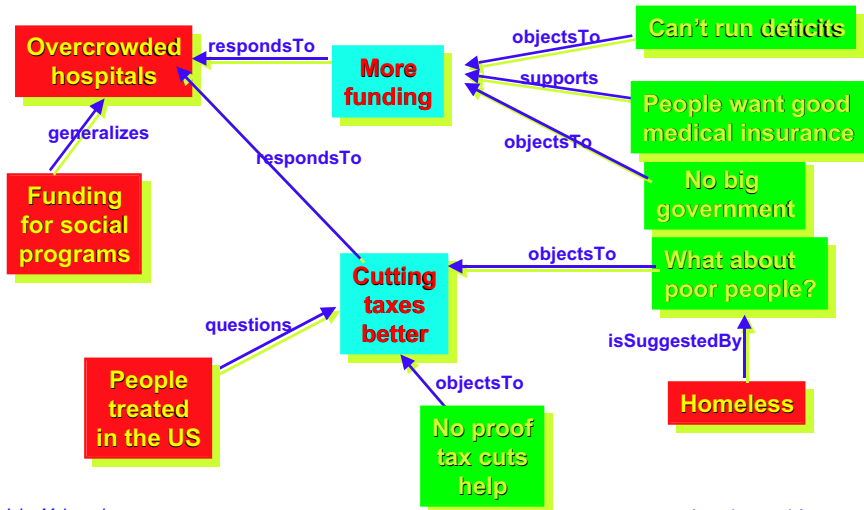 Overcrowded
hospitals
respondsTo
More
funding
objectsTo
Can't run deficits
supports
People want good
medical insurance
objectsTo
No big
government
generalizes
respondsTo
Funding
for social
programs
Cutting
taxes
better
objectsTo
What about
poor people?
questions
isSuggestedBy
People
treated
in the US
objectsTo
No proof
tax cuts
help
Homeless